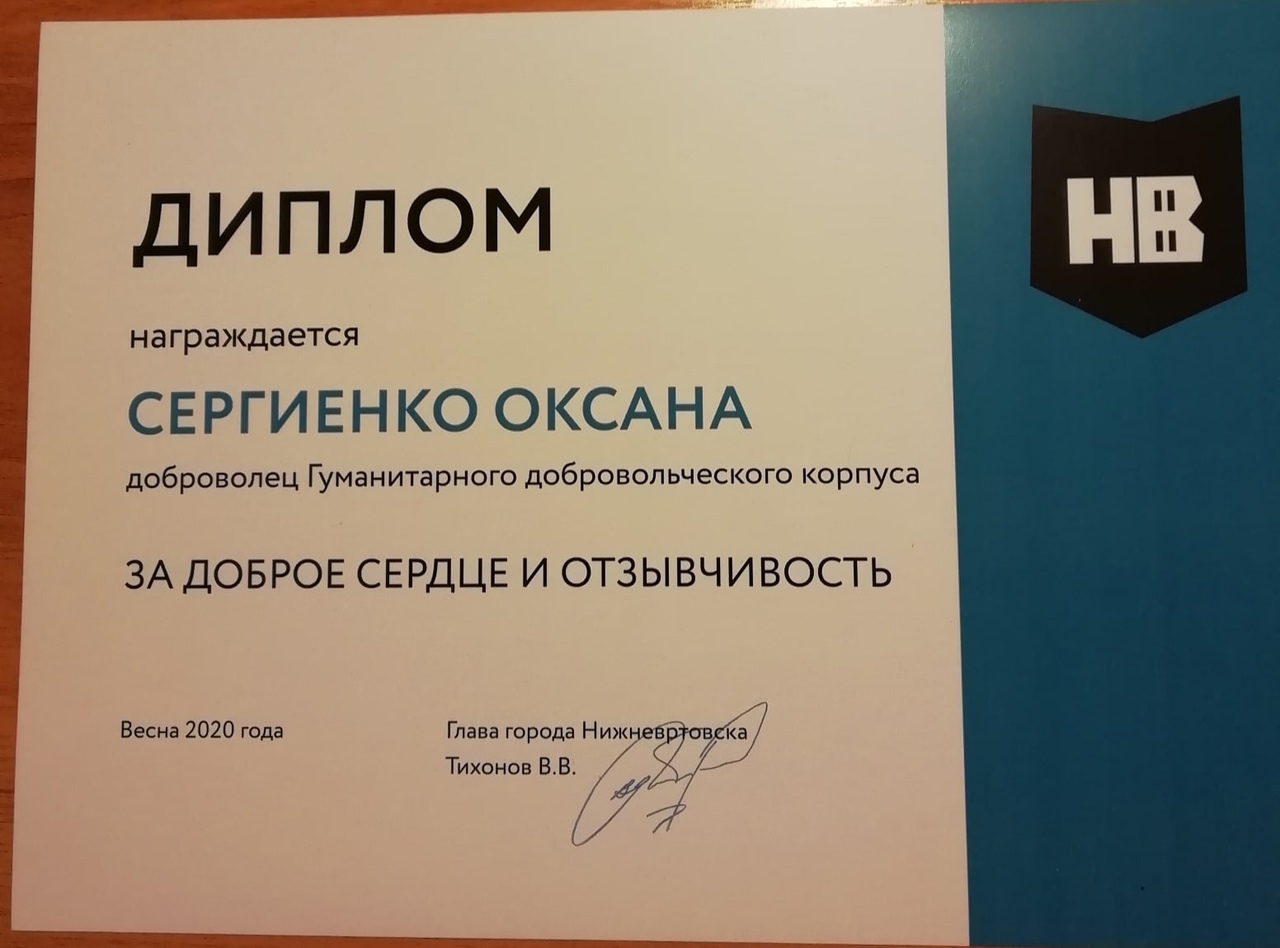 ДИПЛОМ
награждается
СЕРГИЕНКО ОКСАНА
доброволец Гуманитарного добровольческого корпуса
ЗА ДОБРОЕ СЕРДЦЕ И ОТЗЫВЧИВОСТЬ
Весна 2020 года
Глава города Нижневртовска
Тихонов В.В.
НВ